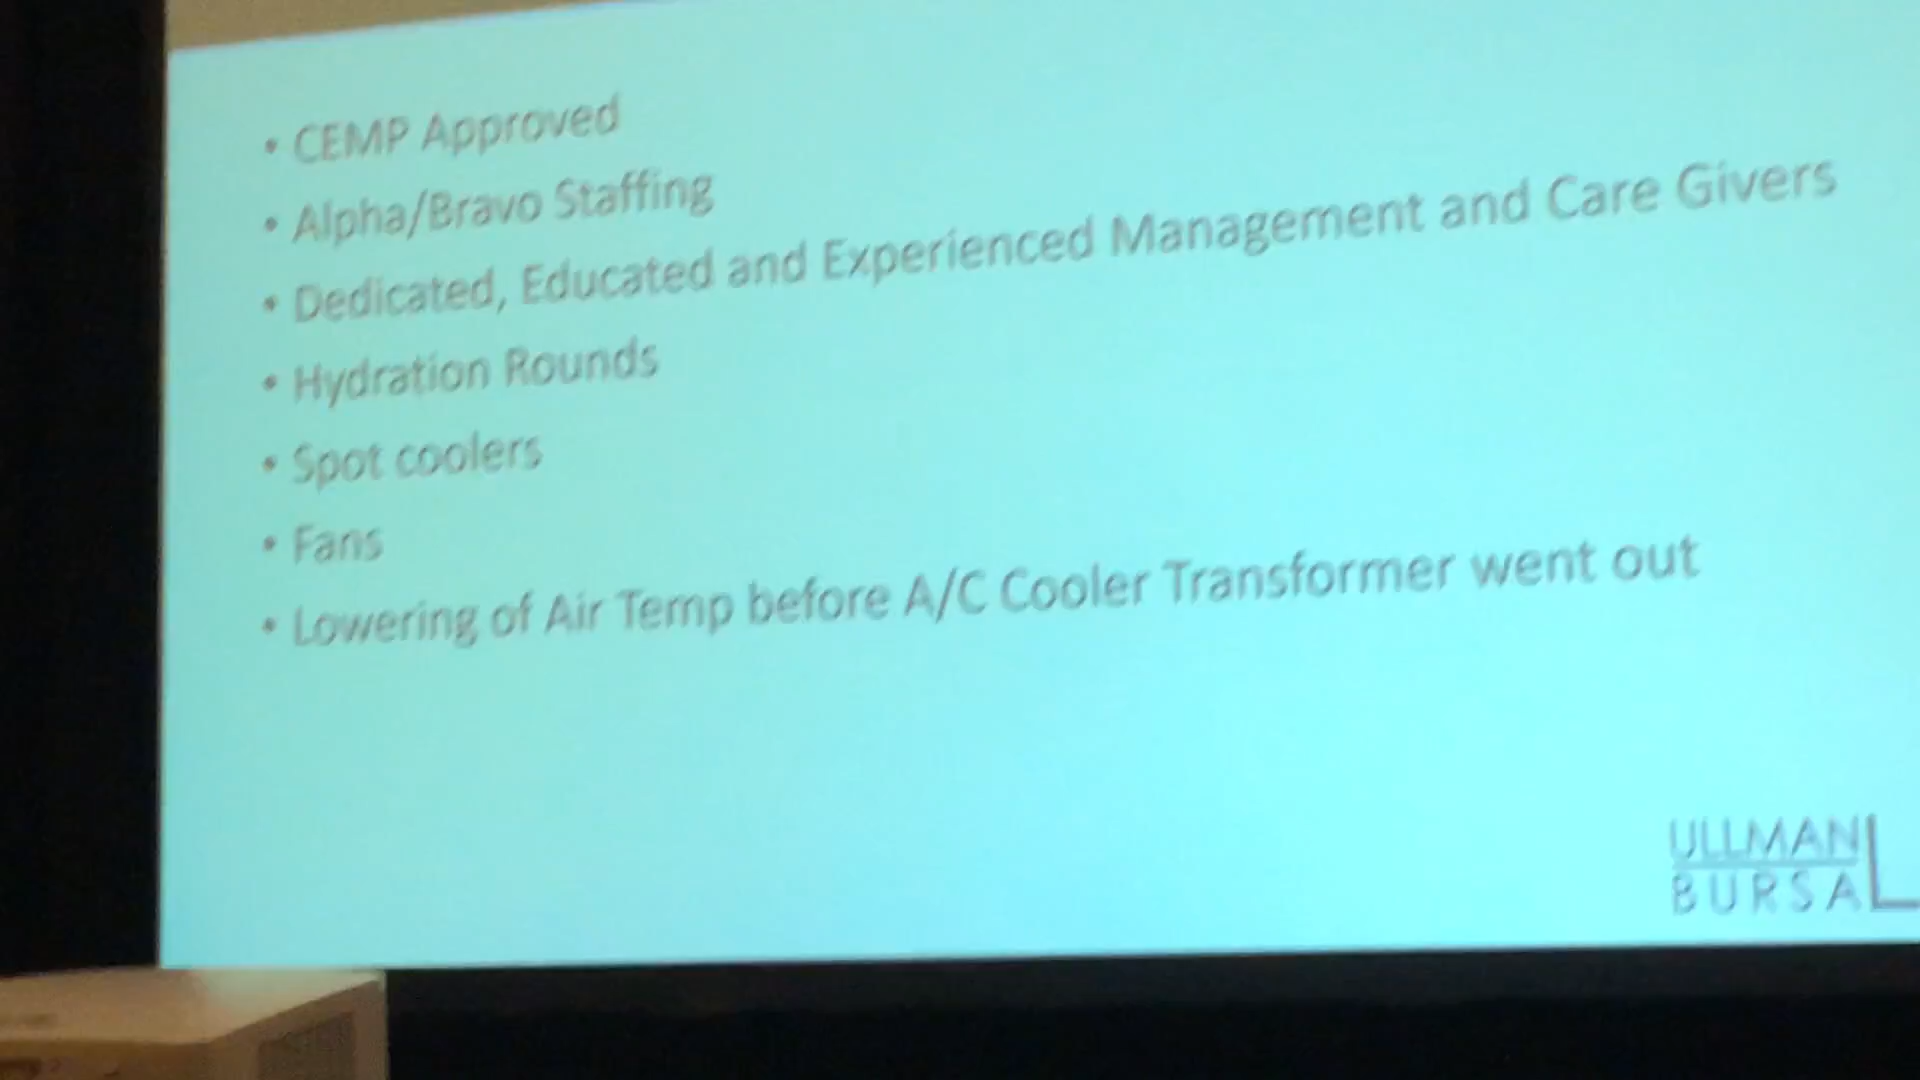 • CEMP Approved
• Alpha/Bravo Staffing
• Dedicated, Educated and Experienced Management and Care Givers
• Hydration Rounds
• Spot coolers
• Fans
• Lowering of Air Temp before A/C Cooler Transformer went out
ULLMAN
BURSA